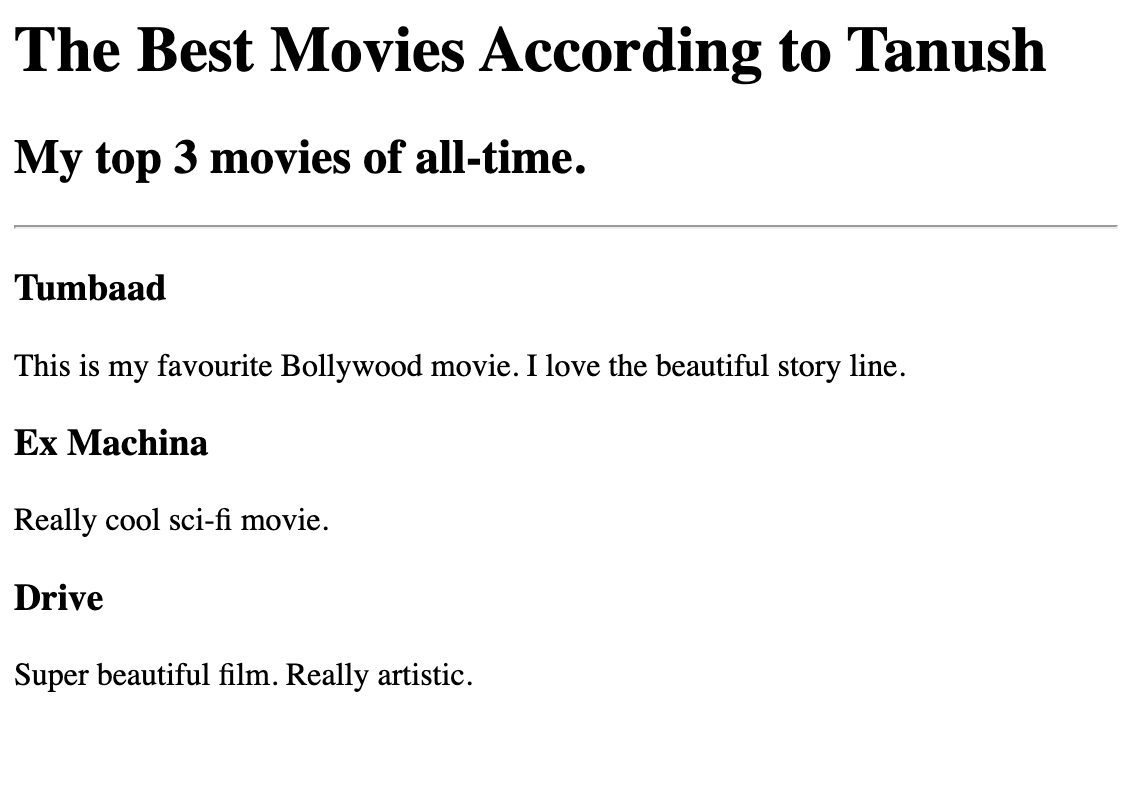 The Best Movies According to Tanush
My top 3 movies of all-time.
Tumbaad
This is my favourite Bollywood movie. I love the beautiful story line.
Ex Machina
Really cool sci-fi movie.
Drive
Super beautiful film. Really artistic.